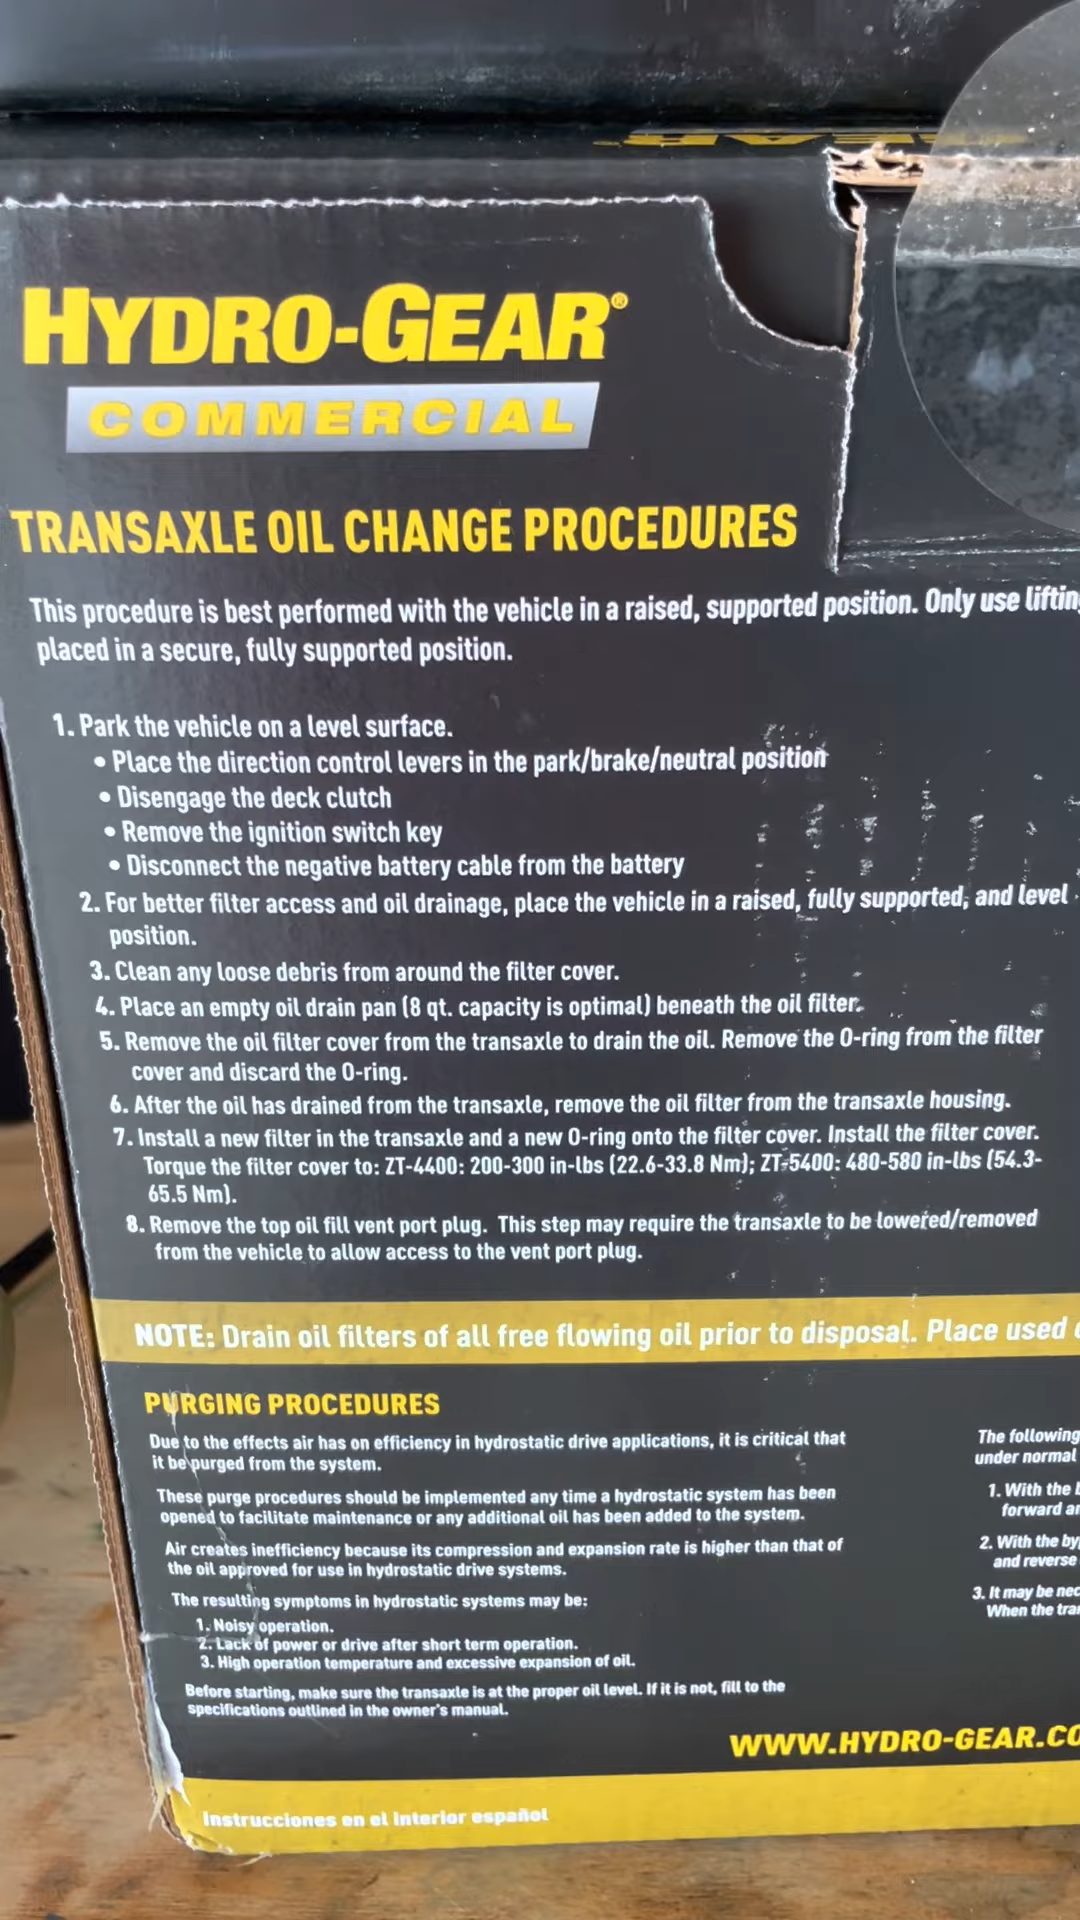 HYDRO-GEAR®
COMMERCIAL
TRANSAXLE OIL CHANGE PROCEDURES
This procedure is best performed with the vehicle in a raised, supported position. Only use
placed in a secure, fully supported position.
1. Park the vehicle on a level surface.
• Place the direction control levers in the park/brake/neutral position
• Disengage the deck clutch
• Remove the ignition switch key
• Disconnect the negative battery cable from the battery
2. For better filter access and oil drainage, place the vehicle in a raised, fully supported, and level
position.
3. Clean any loose debris from around the filter cover.
4. Place an empty oil drain pan (8 qt. capacity is optimal) beneath the oil filter.
5. Remove the oil filter cover from the transaxle to drain the oil. Remove the O-ring from the filter
cover and discard the O-ring.
6. After the oil has drained from the transaxle, remove the oil filter from the transaxle housing.
7. Install a new filter in the transaxle and a new O-ring onto the filter cover. Install the filter cover.
Torque the filter cover to: ZT-4400: 200-300 in-lbs (22.6-33.8 Nm); ZT-5400: 480-580 in-lbs (54.3-
65.5 Nm).
8. Remove the top oil fill vent port plug. This step may require the transaxle to be lowered/removed
from the vehicle to allow access to the vent port plug.
NOTE: Drain oil filters of all free flowing oil prior to disposal. Place used
PURGING PROCEDURES
Due to the effects air has on efficiency in hydrostatic drive applications, it is critical that
it be purged from the system.
These purge procedures should be implemented any time a hydrostatic system has been
opened to facilitate maintenance or any additional oil has been added to the system.
Air creates inefficiency because its compression and expansion rate is higher than that of
the oil approved for use in hydrostatic drive systems.
The resulting symptoms in hydrostatic systems may be:
1. Noisy operation.
2. Lack of power or drive after short term operation.
3. High operation temperature and excessive expansion of oil.
Before starting, make sure the transaxle is at the proper oil level. If it is not, fill to the
specifications outlined in the owner's manual.
The following
under normal
1. With the
forward
2. With the
and reverse
3. It may be
When the
WWW.HYDRO-GEAR.CO
Instrucciones en el Interior español